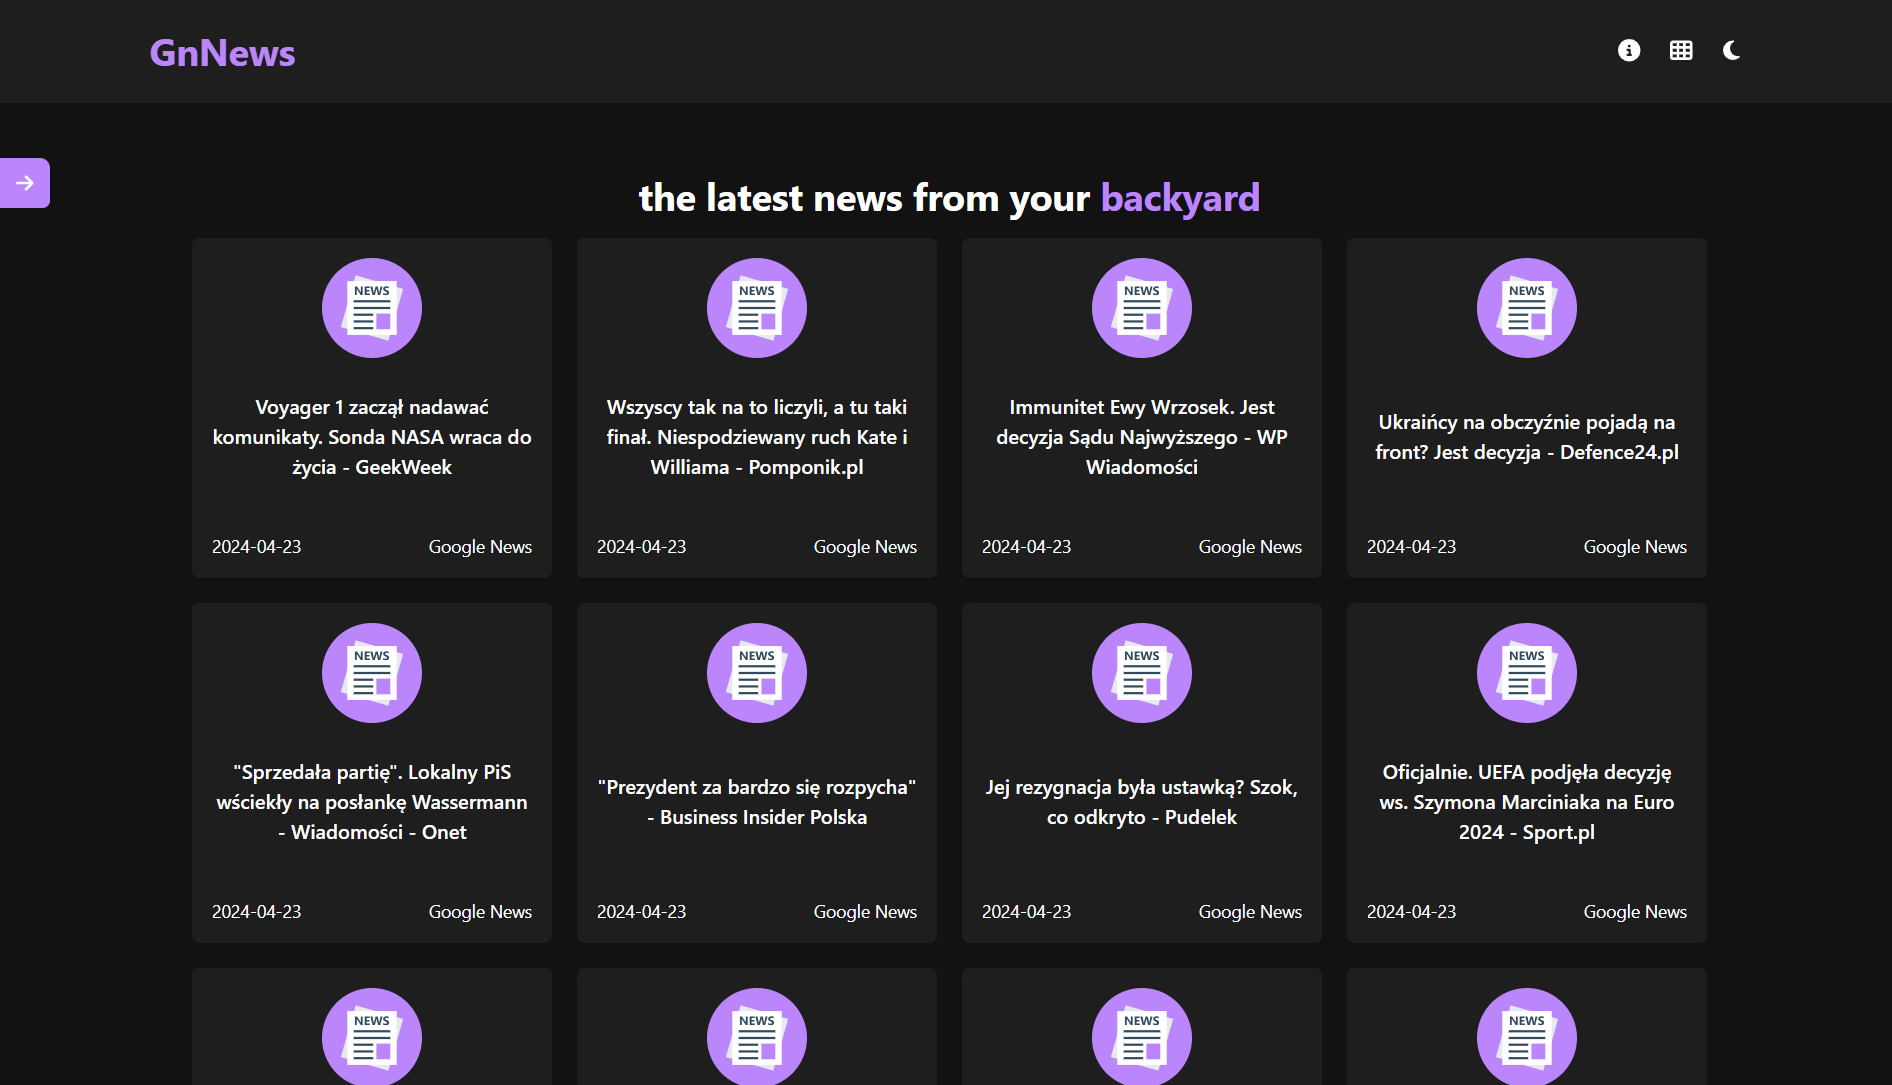 GnNews
the latest news from your backyard
NEWS
Voyager 1 zaczął nadawać
komunikaty. Sonda NASA wraca do
życia - GeekWeek
2024-04-23 Google News
NEWS
Wszyscy tak na to liczyli, a tu taki
finał. Niespodziewany ruch Kate i
Williama - Pomponik.pl
2024-04-23 Google News
NEWS
Immunitet Ewy Wrzosek. Jest
decyzja Sądu Najwyższego - WP
Wiadomości
2024-04-23 Google News
NEWS
Ukraińcy na obczyźnie pojadą na
front? Jest decyzja - Defence24.pl
2024-04-23 Google News
NEWS
"Sprzedała partię". Lokalny PiS
wściekły na posłankę Wassermann
- Wiadomości - Onet
2024-04-23 Google News
NEWS
"Prezydent za bardzo się rozpycha"
- Business Insider Polska
2024-04-23 Google News
NEWS
Jej rezygnacja była ustawką? Szok,
co odkryto - Pudelek
2024-04-23 Google News
NEWS
Oficjalnie. UEFA podjęła decyzję
ws. Szymona Marciniaka na Euro
2024 - Sport.pl
2024-04-23 Google News
NEWS
NEWS
NEWS
NEWS